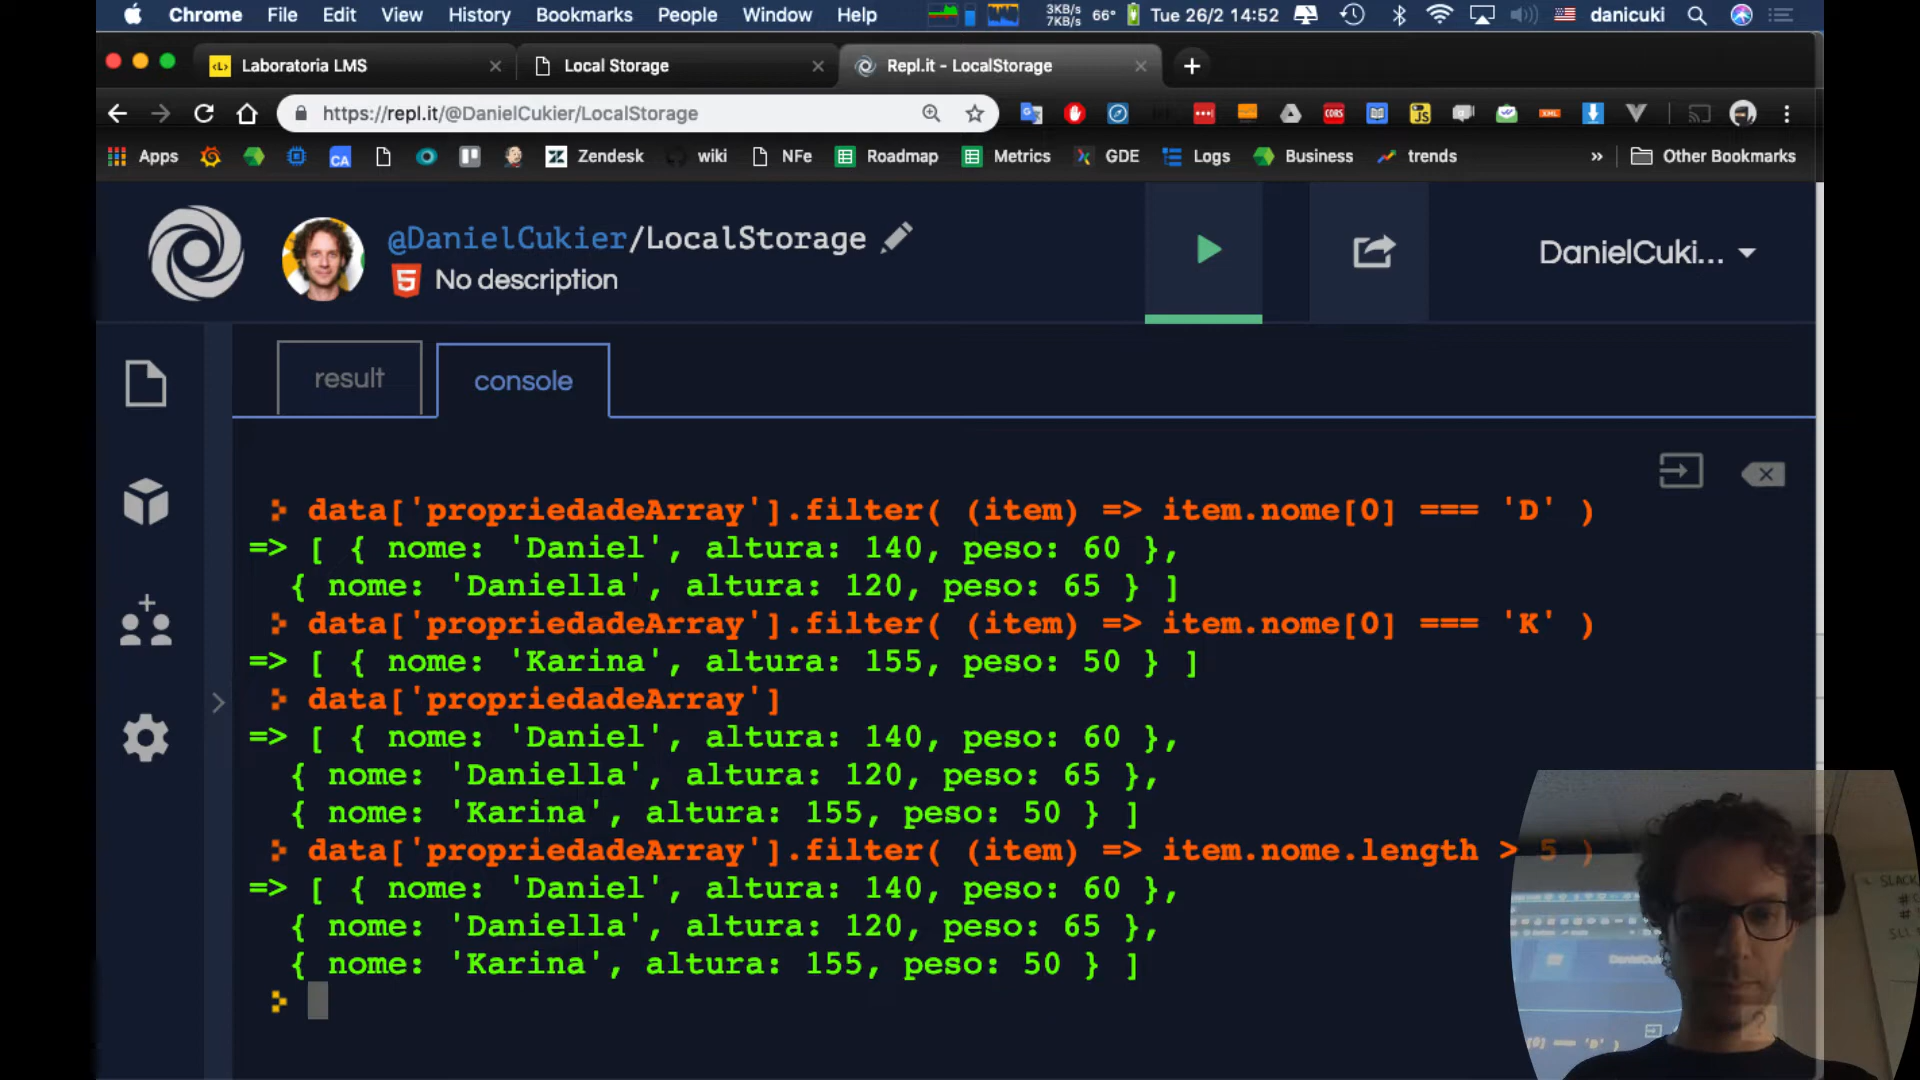 Chrome File Edit View History Bookmarks People Window Help 3KB/s 7KB/s 66° Tue 26/2 14:52 danicuki
Laboratoria LMS Local Storage Repl.it - LocalStorage
https://repl.it/@DanielCukier/LocalStorage
Apps CA Zendesk wiki NFe Roadmap Metrics GDE Logs Business trends » Other Bookmarks
@DanielCukier/LocalStorage
No description
DanielCuki...
result console
data['propriedadeArray'].filter( (item) => item.nome[0] === 'D' )
=> [ { nome: 'Daniel', altura: 140, peso: 60 },
{ nome: 'Daniella', altura: 120, peso: 65 } ]
data['propriedadeArray'].filter( (item) => item.nome[0] === 'K' )
=> [ { nome: 'Karina', altura: 155, peso: 50 } ]
data['propriedadeArray']
=> [ { nome: 'Daniel', altura: 140, peso: 60 },
{ nome: 'Daniella', altura: 120, peso: 65 },
{ nome: 'Karina', altura: 155, peso: 50 } ]
data['propriedadeArray'].filter( (item) => item.nome.length > 5 )
=> [ { nome: 'Daniel', altura: 140, peso: 60 },
{ nome: 'Daniella', altura: 120, peso: 65 },
{ nome: 'Karina', altura: 155, peso: 50 } ]